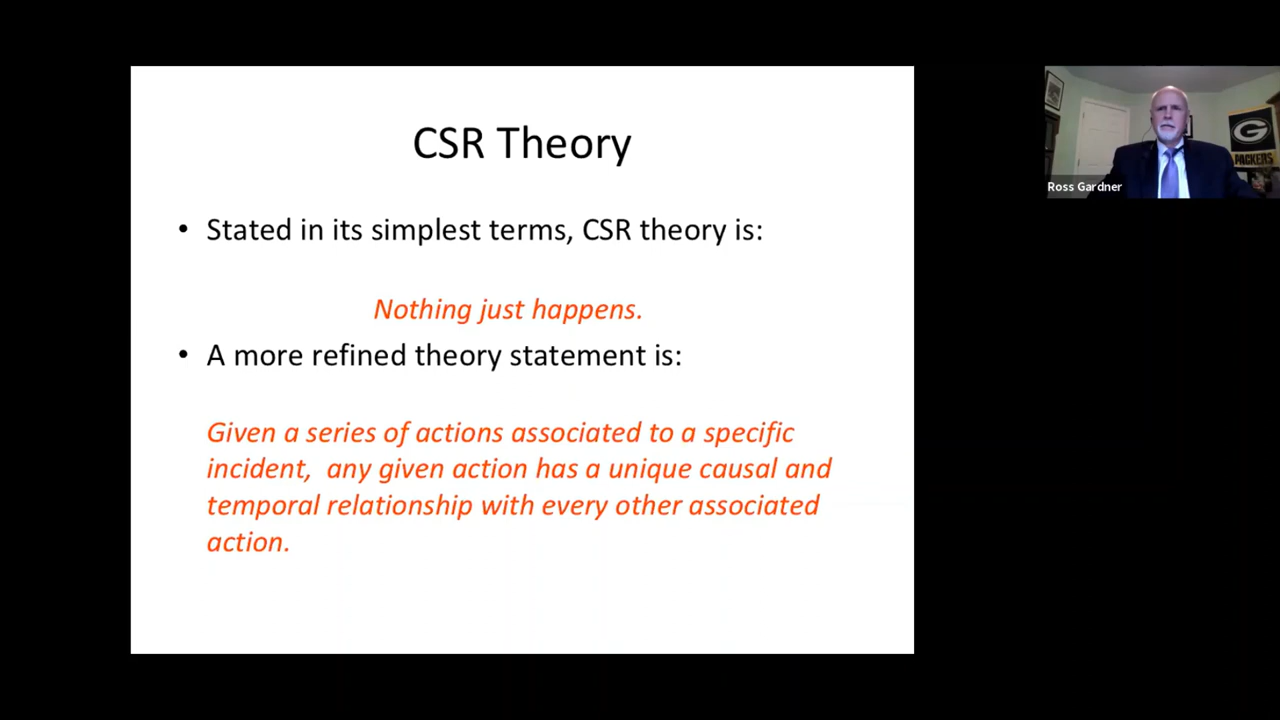 CSR Theory
• Stated in its simplest terms, CSR theory is:
Nothing just happens.
• A more refined theory statement is:
Given a series of actions associated to a specific
incident,  any given action has a unique causal and
temporal relationship with every other associated
action.
G
PACKERS
Ross Gardner